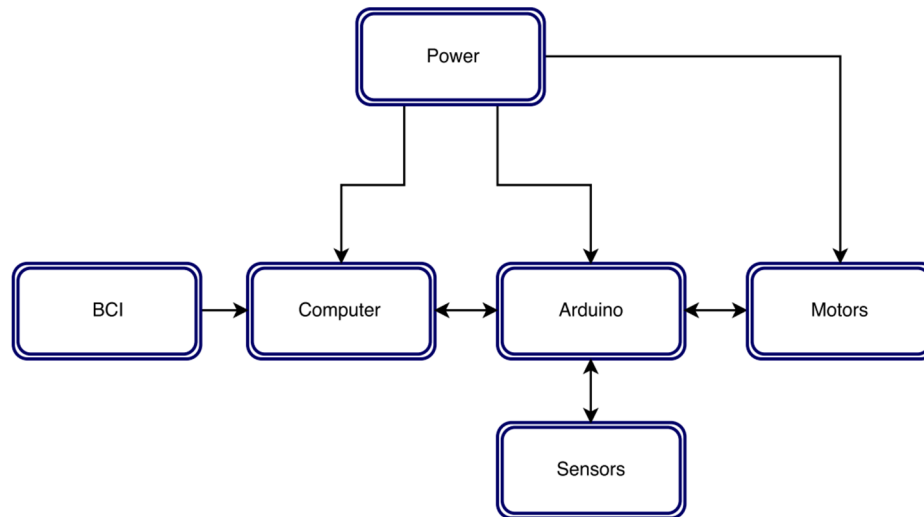 Power
BCI
Computer
Arduino
Motors
Sensors